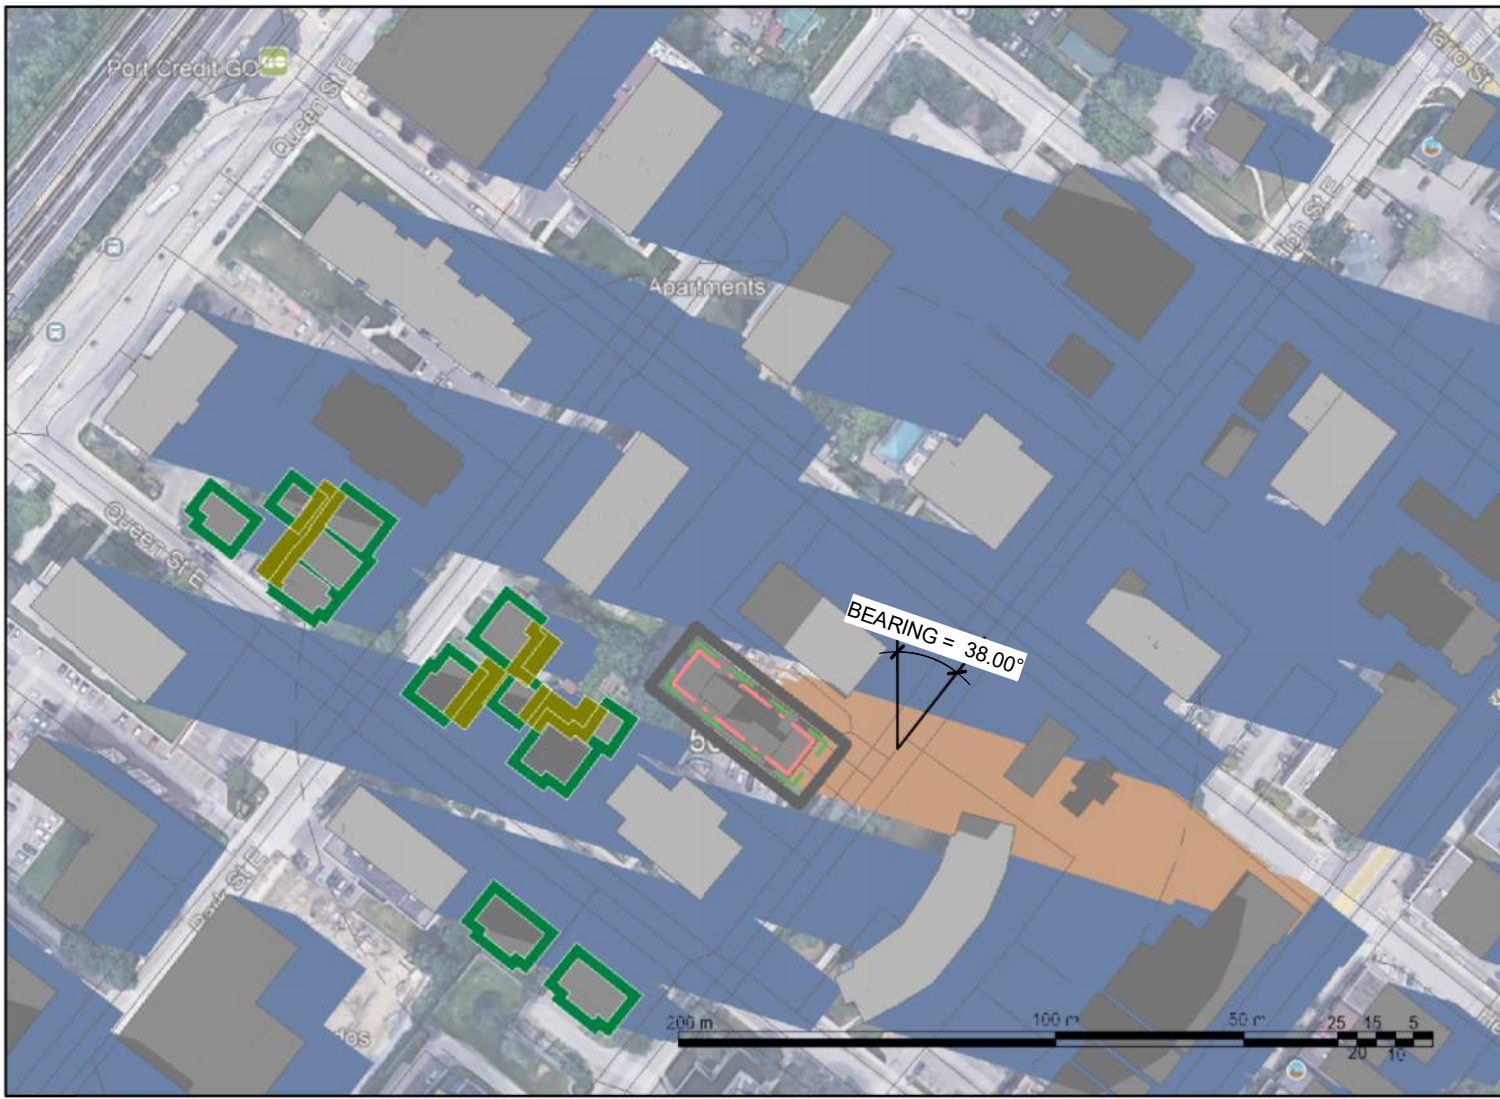 Port Credit GO
Queen St E
Apartments
Queen St E
BEARING = 38.00°
Park St E
200 m
100 m
50 m
25 15 5
20 10